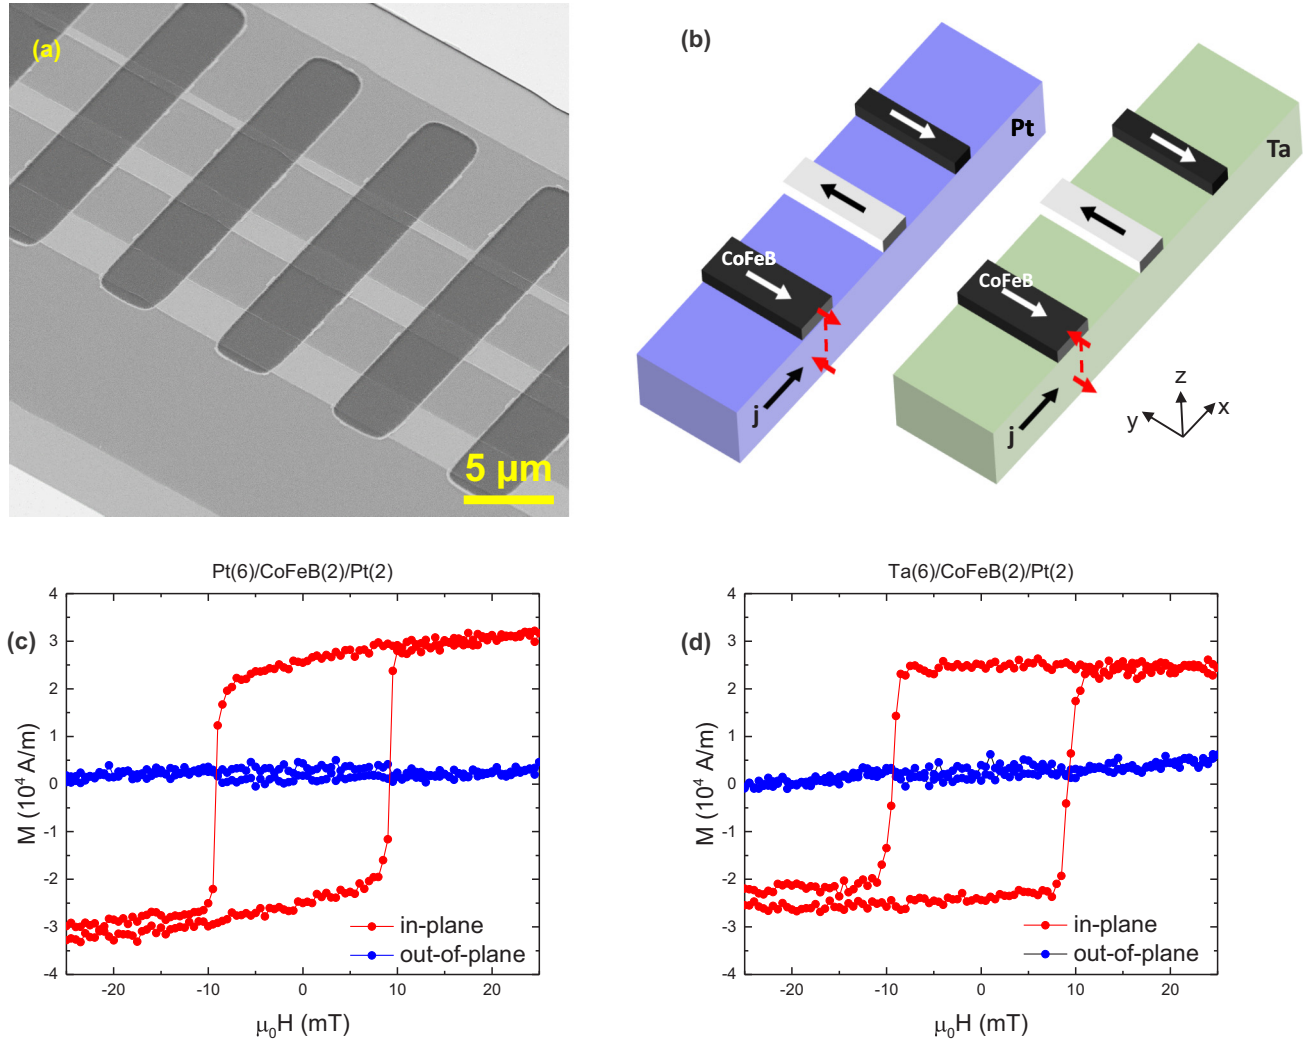 (a)
5 µm
(b)
Pt
Ta
CoFeB
CoFeB
j
j
z
y
x
Pt(6)/CoFeB(2)/Pt(2)
(c)
4
3
2
1
0
-1
-2
-3
-4
M (10⁴ A/m)
in-plane
out-of-plane
-20
-10
0
10
20
µ₀H (mT)
Ta(6)/CoFeB(2)/Pt(2)
(d)
4
3
2
1
0
-1
-2
-3
-4
M (10⁴ A/m)
in-plane
out-of-plane
-20
-10
0
10
20
µ₀H (mT)